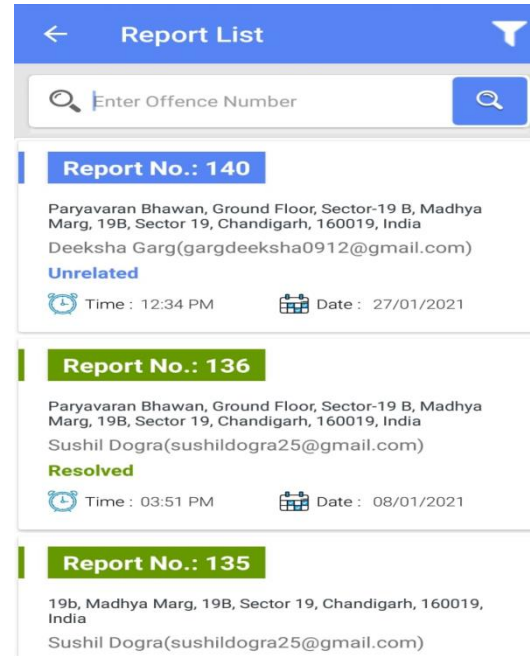 Report List
Enter Offence Number
Report No.: 140
Paryavaran Bhawan, Ground Floor, Sector-19 B, Madhya
Marg, 19B, Sector 19, Chandigarh, 160019, India
Deeksha Garg(gargdeeksha0912@gmail.com)
Unrelated
Time : 12:34 PM Date : 27/01/2021
Report No.: 136
Paryavaran Bhawan, Ground Floor, Sector-19 B, Madhya
Marg, 19B, Sector 19, Chandigarh, 160019, India
Sushil Dogra(sushildogra25@gmail.com)
Resolved
Time : 03:51 PM Date : 08/01/2021
Report No.: 135
19b, Madhya Marg, 19B, Sector 19, Chandigarh, 160019,
India
Sushil Dogra(sushildogra25@gmail.com)